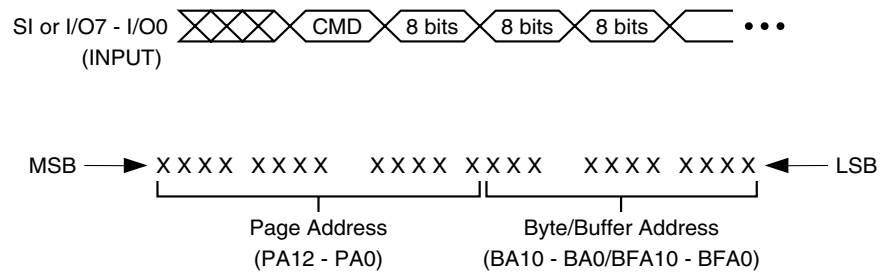 SI or I/O7 - I/O0 CMD 8 bits 8 bits 8 bits •••
(INPUT)
MSB XXXX XXXX XXXX XXXX XXXX XXXX LSB
Page Address Byte/Buffer Address
(PA12 - PA0) (BA10 - BA0/BFA10 - BFA0)